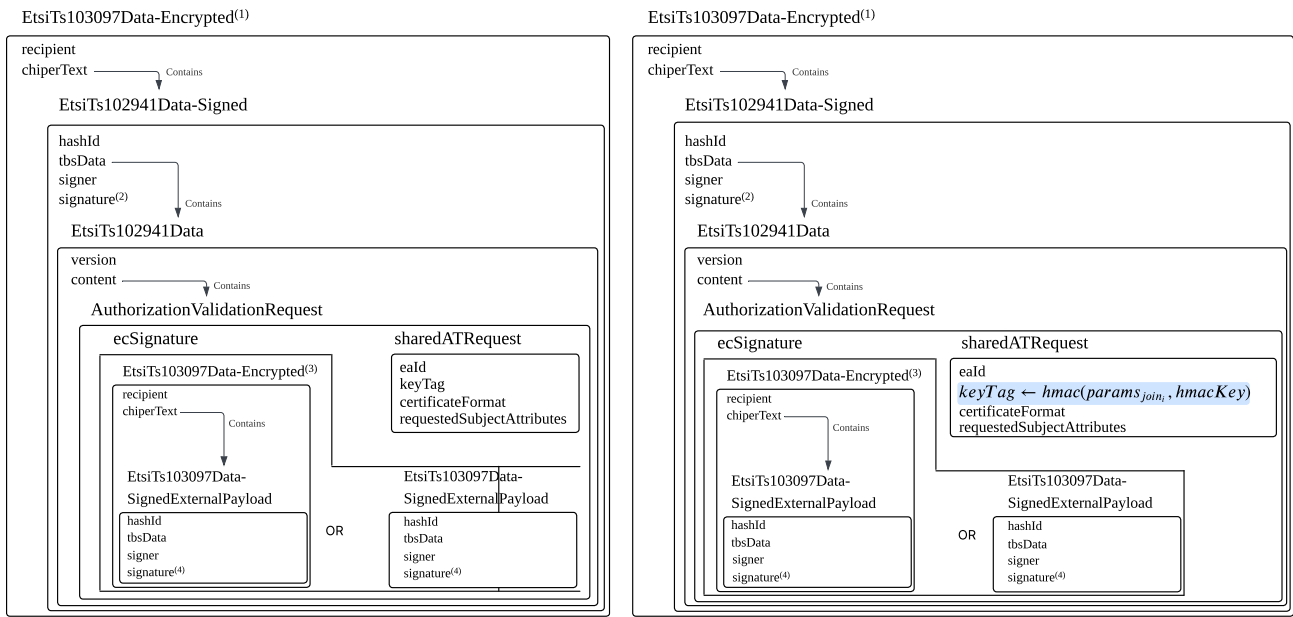 EtsiTs103097Data-Encrypted(1)
recipient
chiperText
Contains
EtsiTs102941Data-Signed
hashId
tbsData
signer
signature(2)
Contains
EtsiTs102941Data
version
content
Contains
AuthorizationValidationRequest
ecSignature
sharedATRequest
EtsiTs103097Data-Encrypted(3)
recipient
chiperText
Contains
eaId
keyTag
certificateFormat
requestedSubjectAttributes
EtsiTs103097Data-
SignedExternalPayload
hashId
tbsData
signer
signature(4)
OR
EtsiTs103097Data-
SignedExternalPayload
hashId
tbsData
signer
signature(4)
EtsiTs103097Data-Encrypted(1)
recipient
chiperText
Contains
EtsiTs102941Data-Signed
hashId
tbsData
signer
signature(2)
Contains
EtsiTs102941Data
version
content
Contains
AuthorizationValidationRequest
ecSignature
sharedATRequest
EtsiTs103097Data-Encrypted(3)
recipient
chiperText
Contains
eaId
keyTag ← hmac(params_join_i, hmacKey)
certificateFormat
requestedSubjectAttributes
EtsiTs103097Data-
SignedExternalPayload
hashId
tbsData
signer
signature(4)
OR
EtsiTs103097Data-
SignedExternalPayload
hashId
tbsData
signer
signature(4)